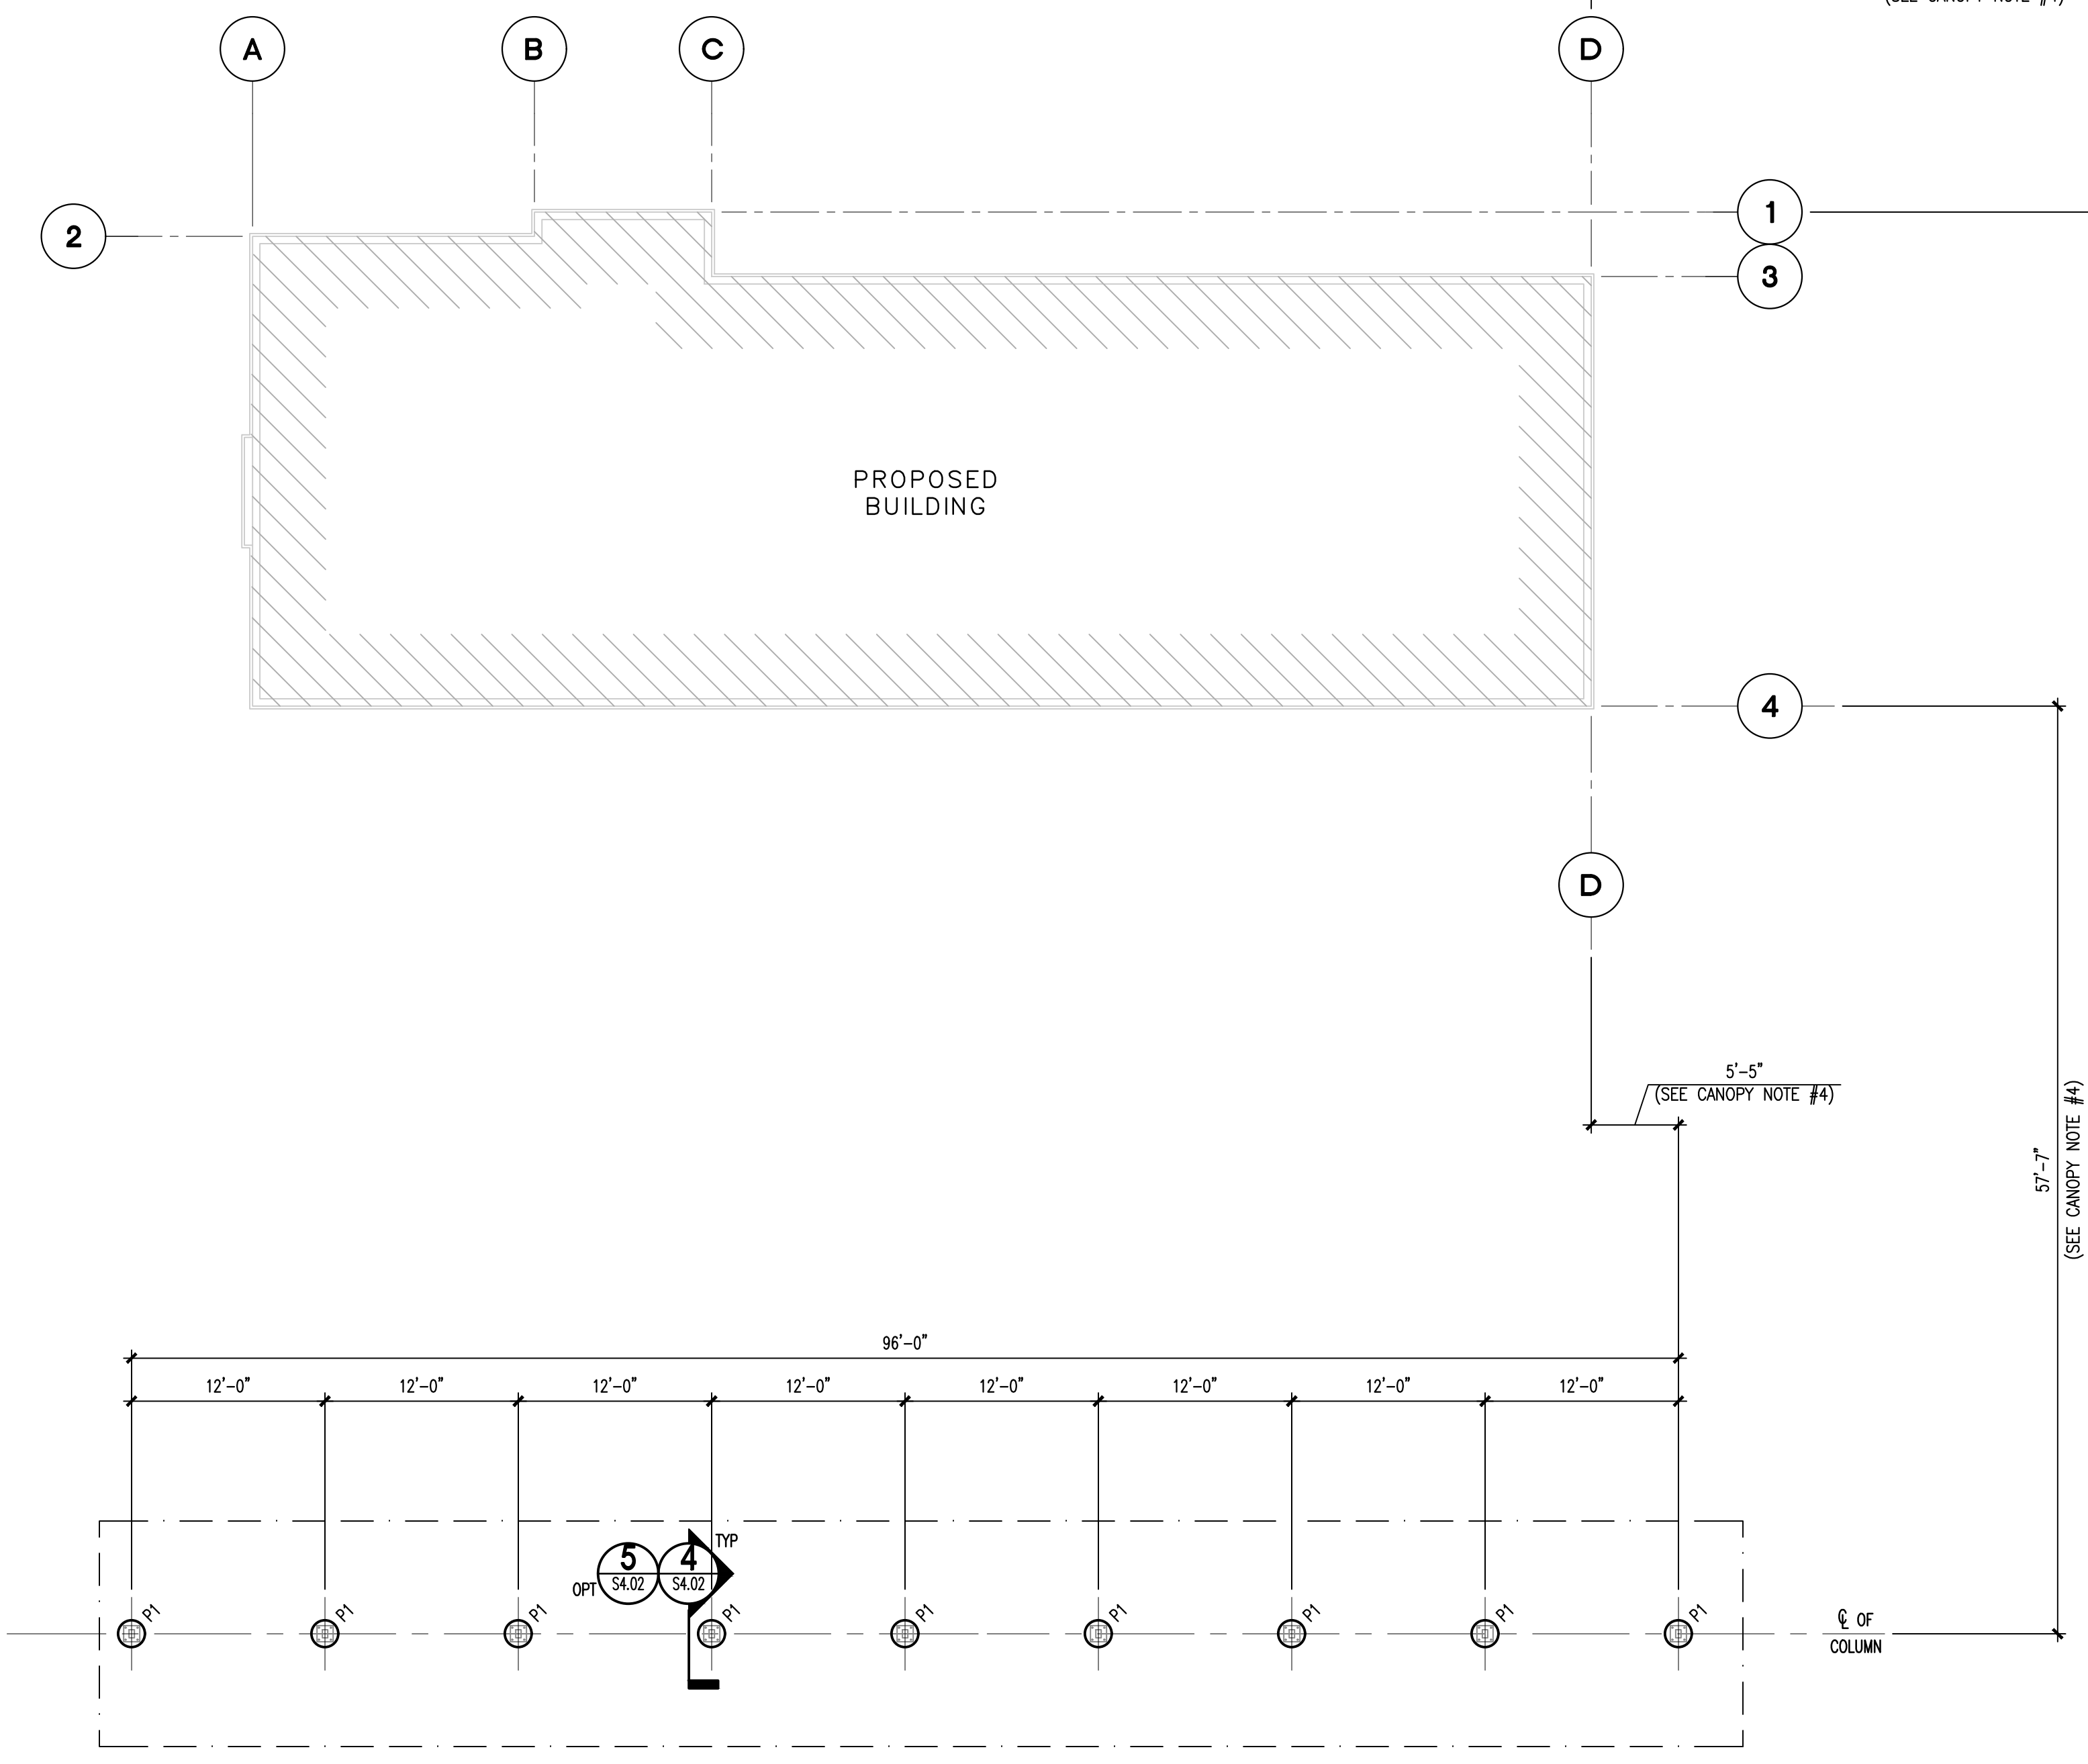 A
B
C
D
2
1
3
PROPOSED
BUILDING
4
D
5'-5"
(SEE CANOPY NOTE #4)
57'-7"
(SEE CANOPY NOTE #4)
96'-0"
12'-0"
12'-0"
12'-0"
12'-0"
12'-0"
12'-0"
12'-0"
12'-0"
TYP
5
4
OPT
S4.02
S4.02
P1
P1
P1
P1
P1
P1
P1
P1
P1
℄ OF
COLUMN